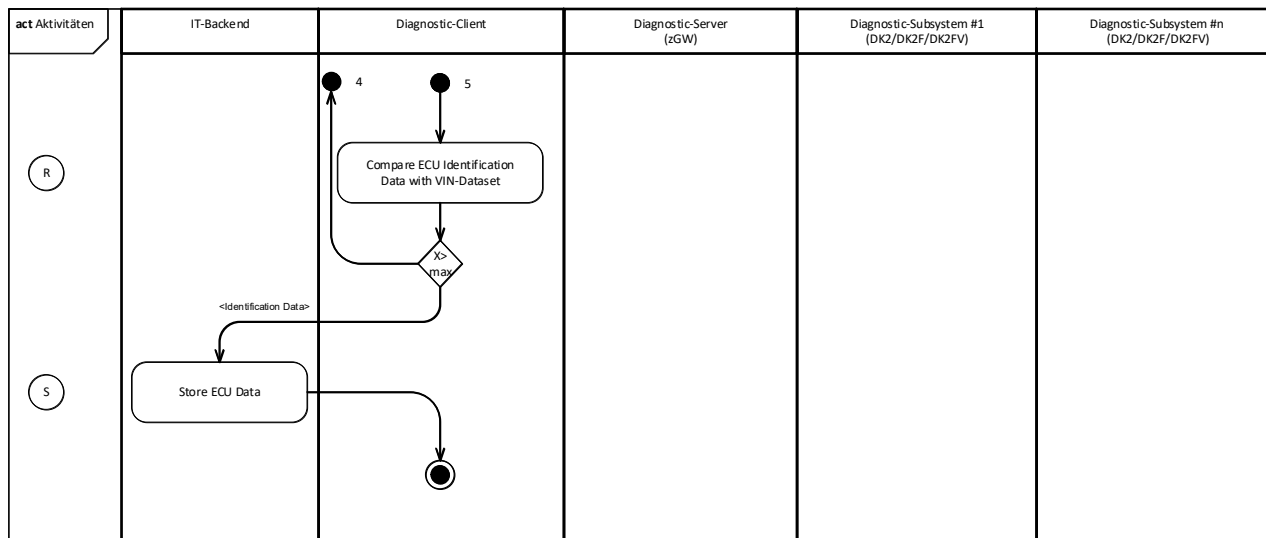 act Aktivitäten
IT-Backend
Diagnostic-Client
Diagnostic-Server
(zGW)
Diagnostic-Subsystem #1
(DK2/DK2F/DK2FV)
Diagnostic-Subsystem #n
(DK2/DK2F/DK2FV)
4
5
R
Compare ECU Identification
Data with VIN-Dataset
X>
max
<Identification Data>
S
Store ECU Data